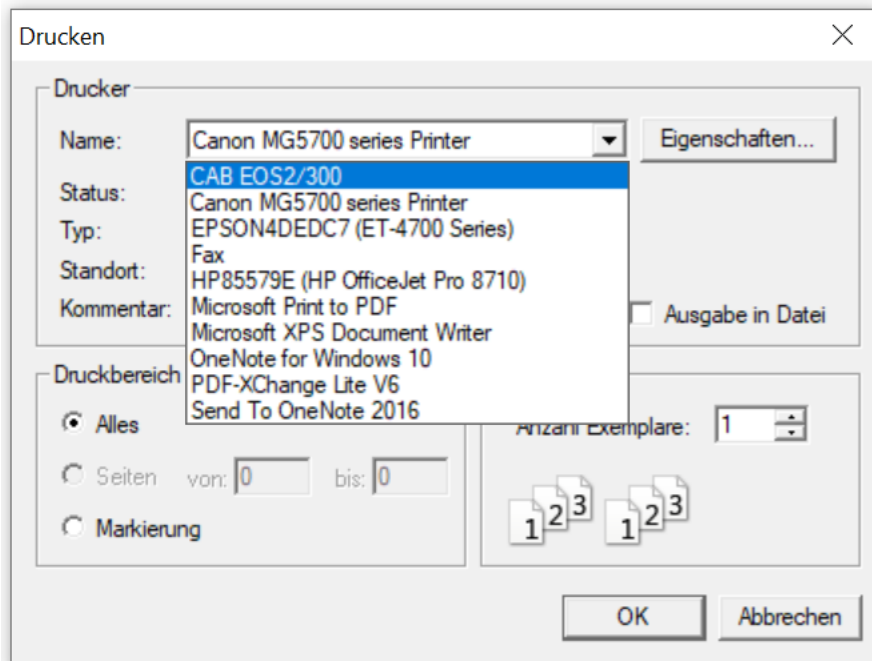 Drucken
Drucker
Name: Canon MG5700 series Printer Eigenschaften...
CAB EOS2/300
Status: Canon MG5700 series Printer
Typ: EPSON4DEDC7 (ET-4700 Series)
Fax
Standort: HP85579E (HP OfficeJet Pro 8710)
Kommentar: Microsoft Print to PDF Ausgabe in Datei
Microsoft XPS Document Writer
OneNote for Windows 10
Druckbereich PDF-XChange Lite V6
Send To OneNote 2016
Alles Anzahl Exemplare: 1
Seiten von: 0 bis: 0
1 2 3 1 2 3
Markierung
OK Abbrechen